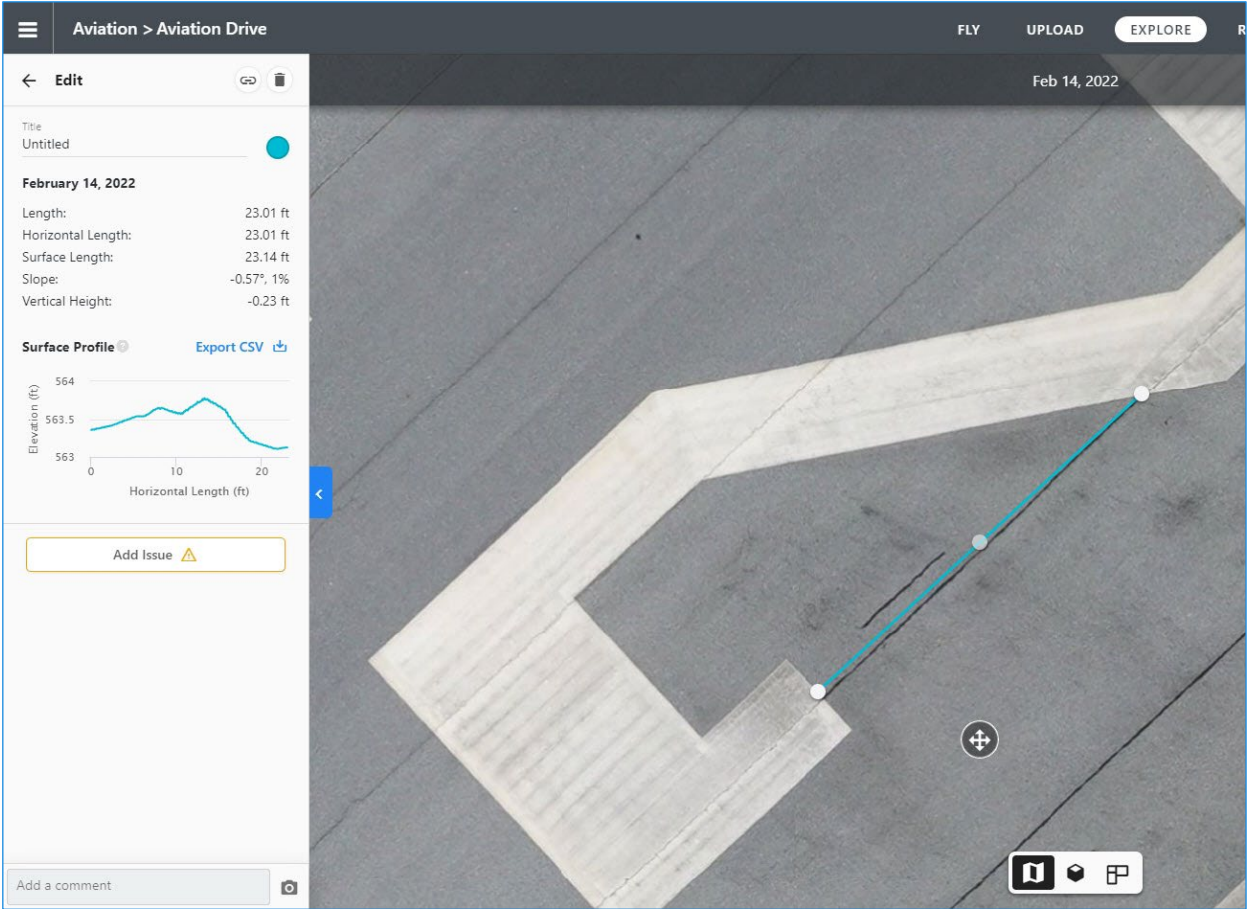 Aviation > Aviation Drive
FLY UPLOAD EXPLORE R
Edit
Feb 14, 2022
Title
Untitled
February 14, 2022
Length: 23.01 ft
Horizontal Length: 23.01 ft
Surface Length: 23.14 ft
Slope: -0.57°, 1%
Vertical Height: -0.23 ft
Surface Profile ? Export CSV
Elevation (ft)
564
563.5
563
0 10 20
Horizontal Length (ft)
Add Issue
Add a comment